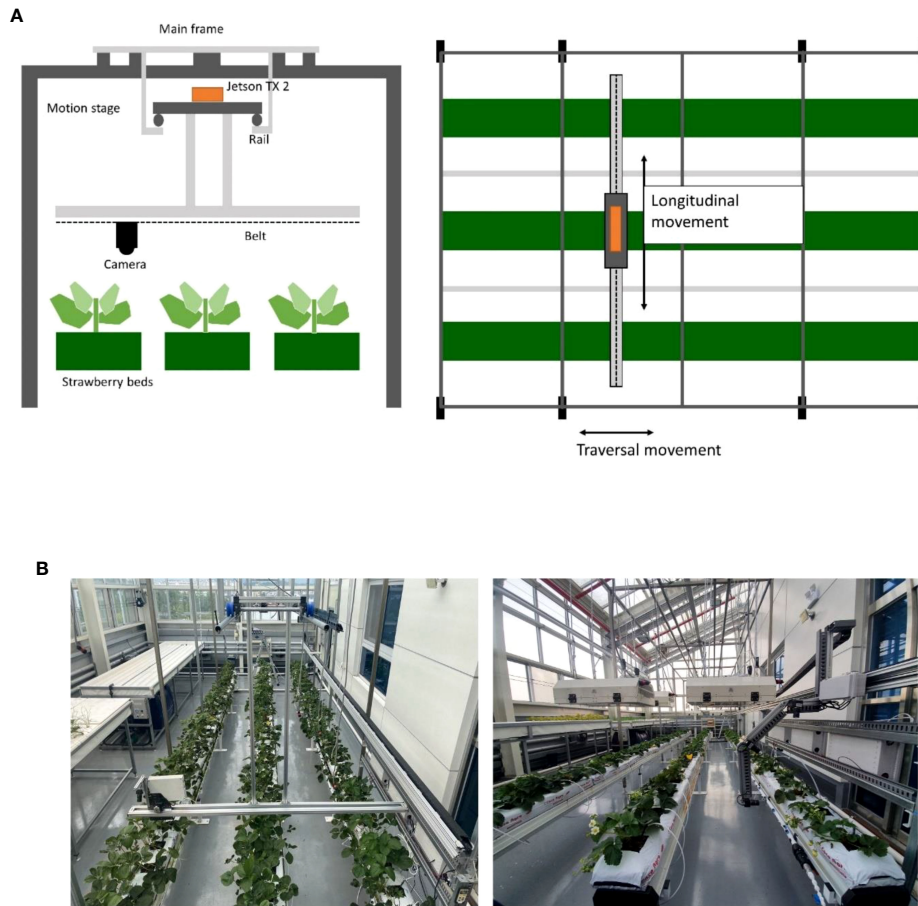 A
Main frame
Jetson TX 2
Motion stage
Rail
Belt
Camera
Strawberry beds
Longitudinal
movement
Traversal movement
B